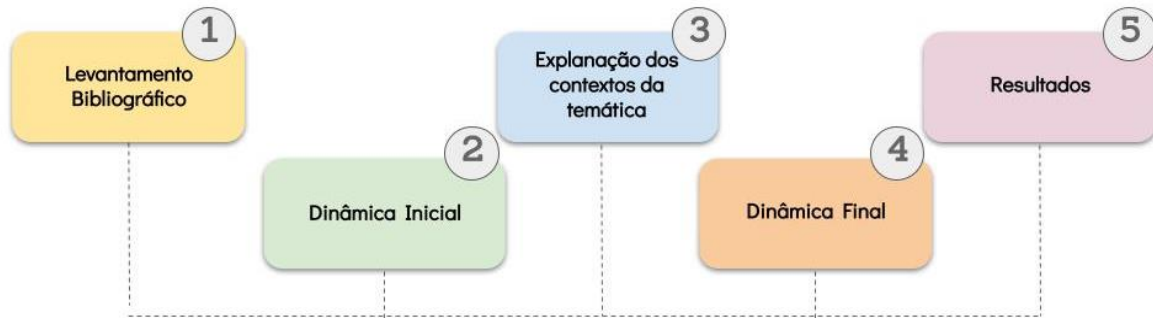 1
Levantamento
Bibliográfico
2
Dinâmica Inicial
3
Explanação dos
contextos da
temática
4
Dinâmica Final
5
Resultados